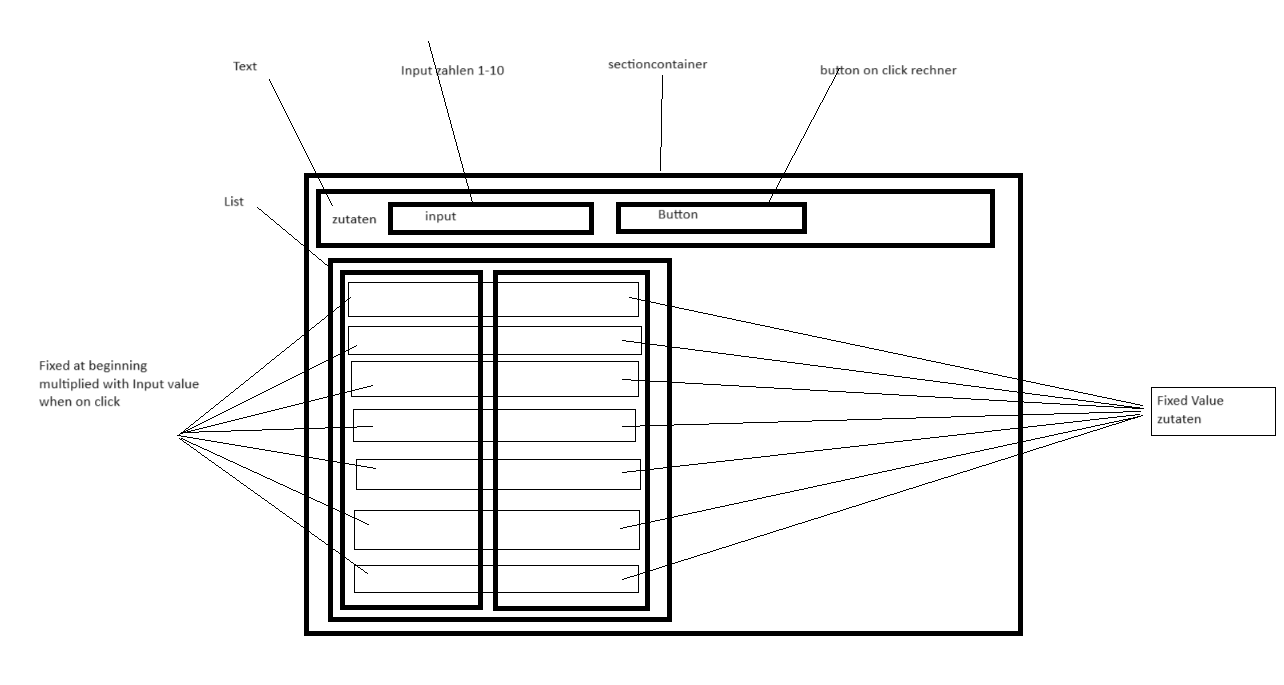 Text
Input zahlen 1-10
sectioncontainer
button on click rechner
List
zutaten
input
Button
Fixed at beginning
multiplied with Input value
when on click
Fixed Value
zutaten